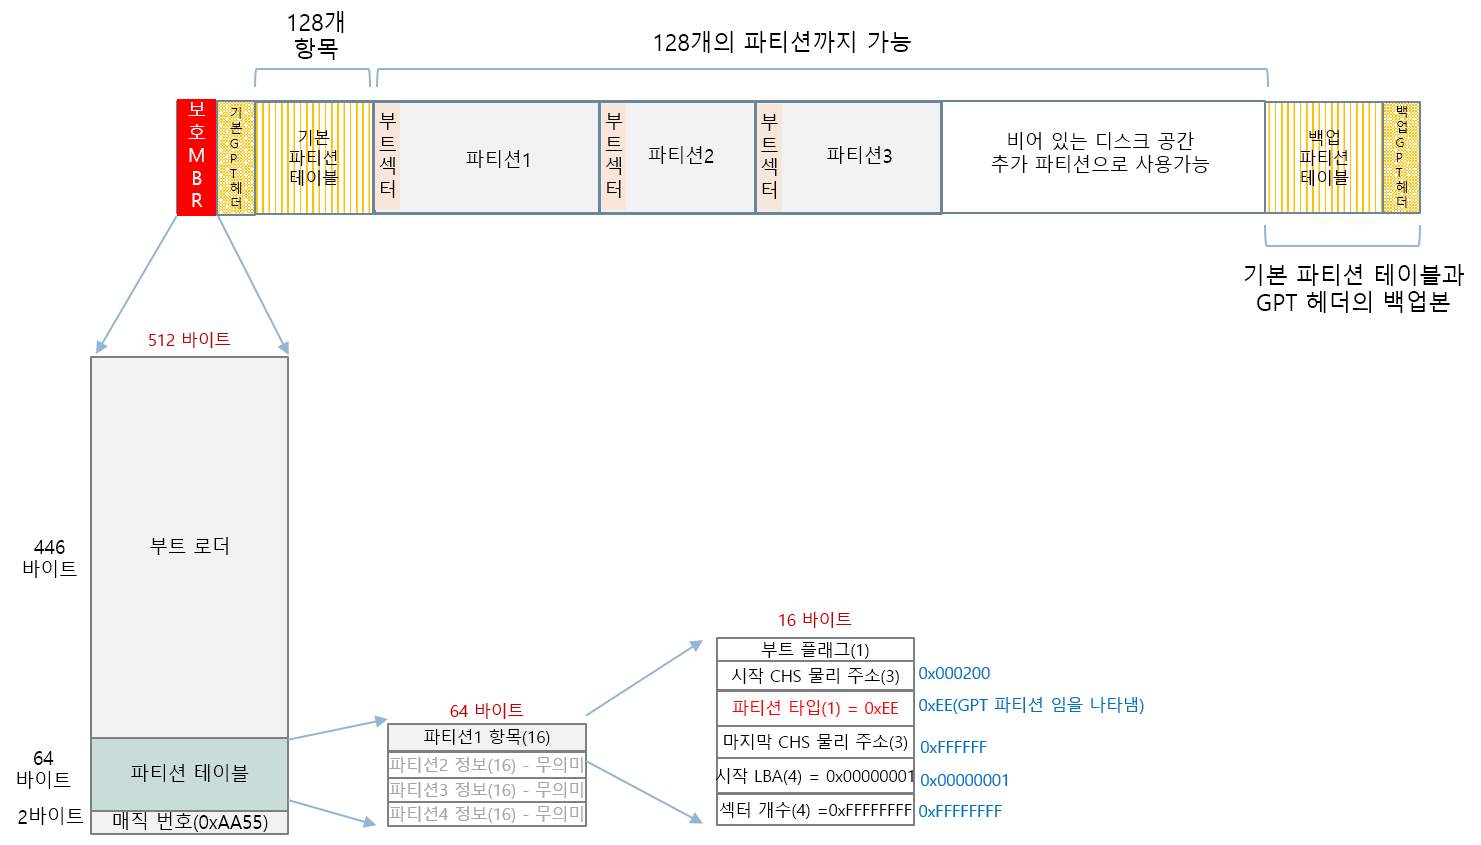 128개
항목
128개의 파티션까지 가능
보호MBR
기본GPT헤더
기본
파티션
테이블
부트섹터
파티션1
부트섹터
파티션2
부트섹터
파티션3
비어 있는 디스크 공간
추가 파티션으로 사용가능
백업
파티션
테이블
백업GPT헤더
기본 파티션 테이블과
GPT 헤더의 백업본
512 바이트
446
바이트
부트 로더
64
바이트
파티션 테이블
2바이트
매직 번호(0xAA55)
64 바이트
파티션1 항목(16)
파티션2 정보(16) - 무의미
파티션3 정보(16) - 무의미
파티션4 정보(16) - 무의미
16 바이트
부트 플래그(1)
시작 CHS 물리 주소(3)
0x000200
파티션 타입(1) = 0xEE
0xEE(GPT 파티션 임을 나타냄)
마지막 CHS 물리 주소(3)
0xFFFFFF
시작 LBA(4) = 0x00000001
0x00000001
섹터 개수(4) =0xFFFFFFFF
0xFFFFFFFF